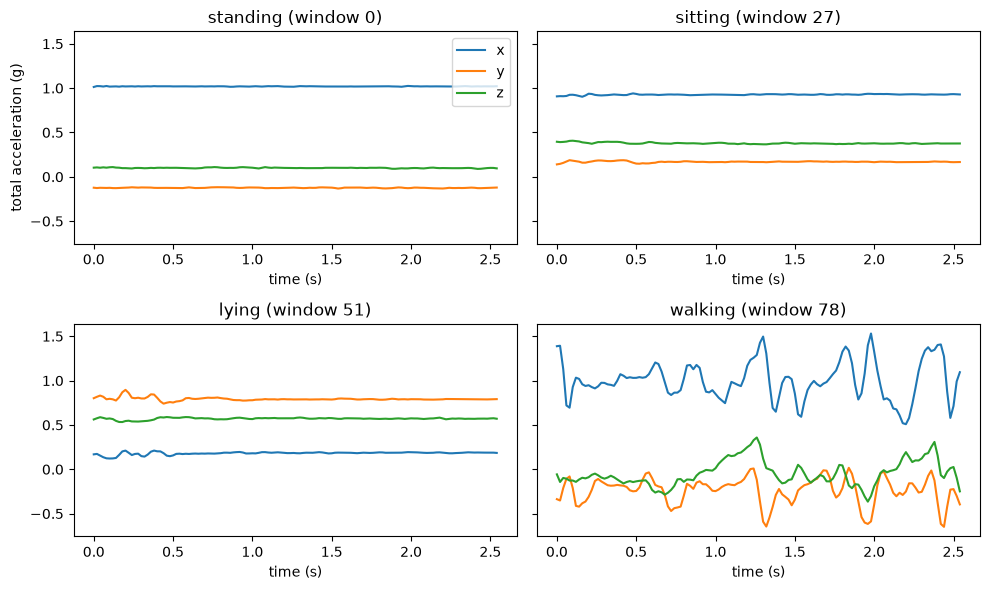 standing (window 0)
sitting (window 27)
total acceleration (g)
1.5
1.0
0.5
0.0
−0.5
x
y
z
0.0 0.5 1.0 1.5 2.0 2.5
time (s)
0.0 0.5 1.0 1.5 2.0 2.5
time (s)
lying (window 51)
walking (window 78)
1.5
1.0
0.5
0.0
−0.5
0.0 0.5 1.0 1.5 2.0 2.5
time (s)
0.0 0.5 1.0 1.5 2.0 2.5
time (s)